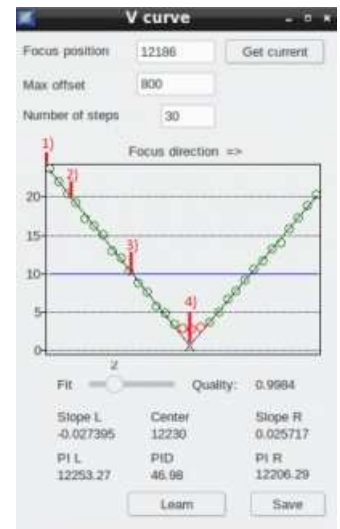 V curve
Focus position 12186 Get current
Max offset 800
Number of steps 30
1) Focus direction =>
2)
20
15
3)
10
4)
5
0
2
Fit Quality: 0.9984
Slope L Center Slope R
-0.027395 12230 0.025717
PI L PID PI R
12253.27 46.98 12206.29
Learn Save